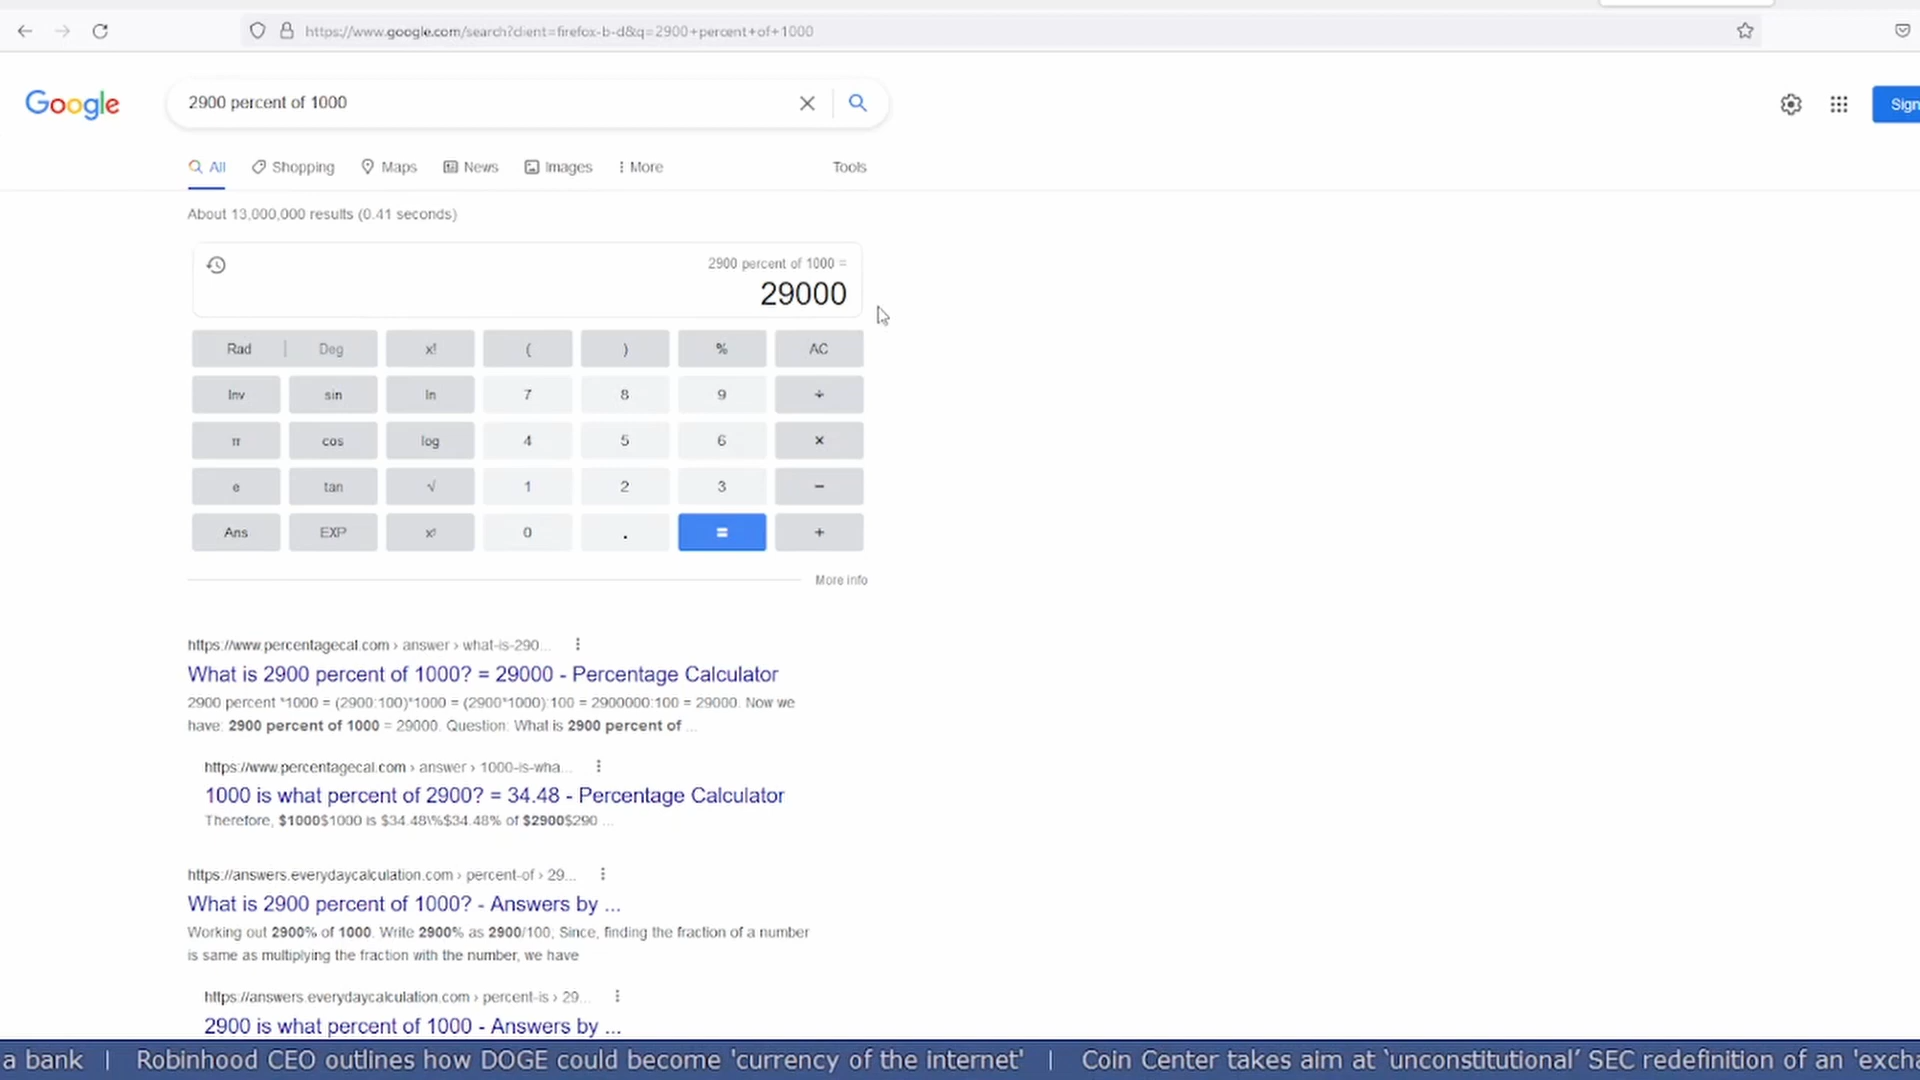 https://www.google.com/search?client=firefox-b-d&q=2900+percent+of+1000
Google
2900 percent of 1000
Sign
All
Shopping
Maps
News
Images
More
Tools
About 13,000,000 results (0.41 seconds)
2900 percent of 1000 =
29000
Rad | Deg x! ( ) % AC
Inv sin ln 7 8 9 ÷
π cos log 4 5 6 ×
e tan √ 1 2 3 −
Ans EXP xʸ 0 . = +
More info
https://www.percentagecal.com › answer › what-is-290...
What is 2900 percent of 1000? = 29000 - Percentage Calculator
2900 percent *1000 = (2900:100)*1000 = (2900*1000):100 = 2900000:100 = 29000. Now we
have: 2900 percent of 1000 = 29000. Question: What is 2900 percent of ...
https://www.percentagecal.com › answer › 1000-is-wha...
1000 is what percent of 2900? = 34.48 - Percentage Calculator
Therefore, $1000$1000 is $34.48\%$34.48% of $2900$290 ...
https://answers.everydaycalculation.com › percent-of › 29...
What is 2900 percent of 1000? - Answers by ...
Working out 2900% of 1000. Write 2900% as 2900/100; Since, finding the fraction of a number
is same as multiplying the fraction with the number, we have
https://answers.everydaycalculation.com › percent-is › 29...
2900 is what percent of 1000 - Answers by ...
a bank | Robinhood CEO outlines how DOGE could become 'currency of the internet' | Coin Center takes aim at ‘unconstitutional’ SEC redefinition of an 'excha